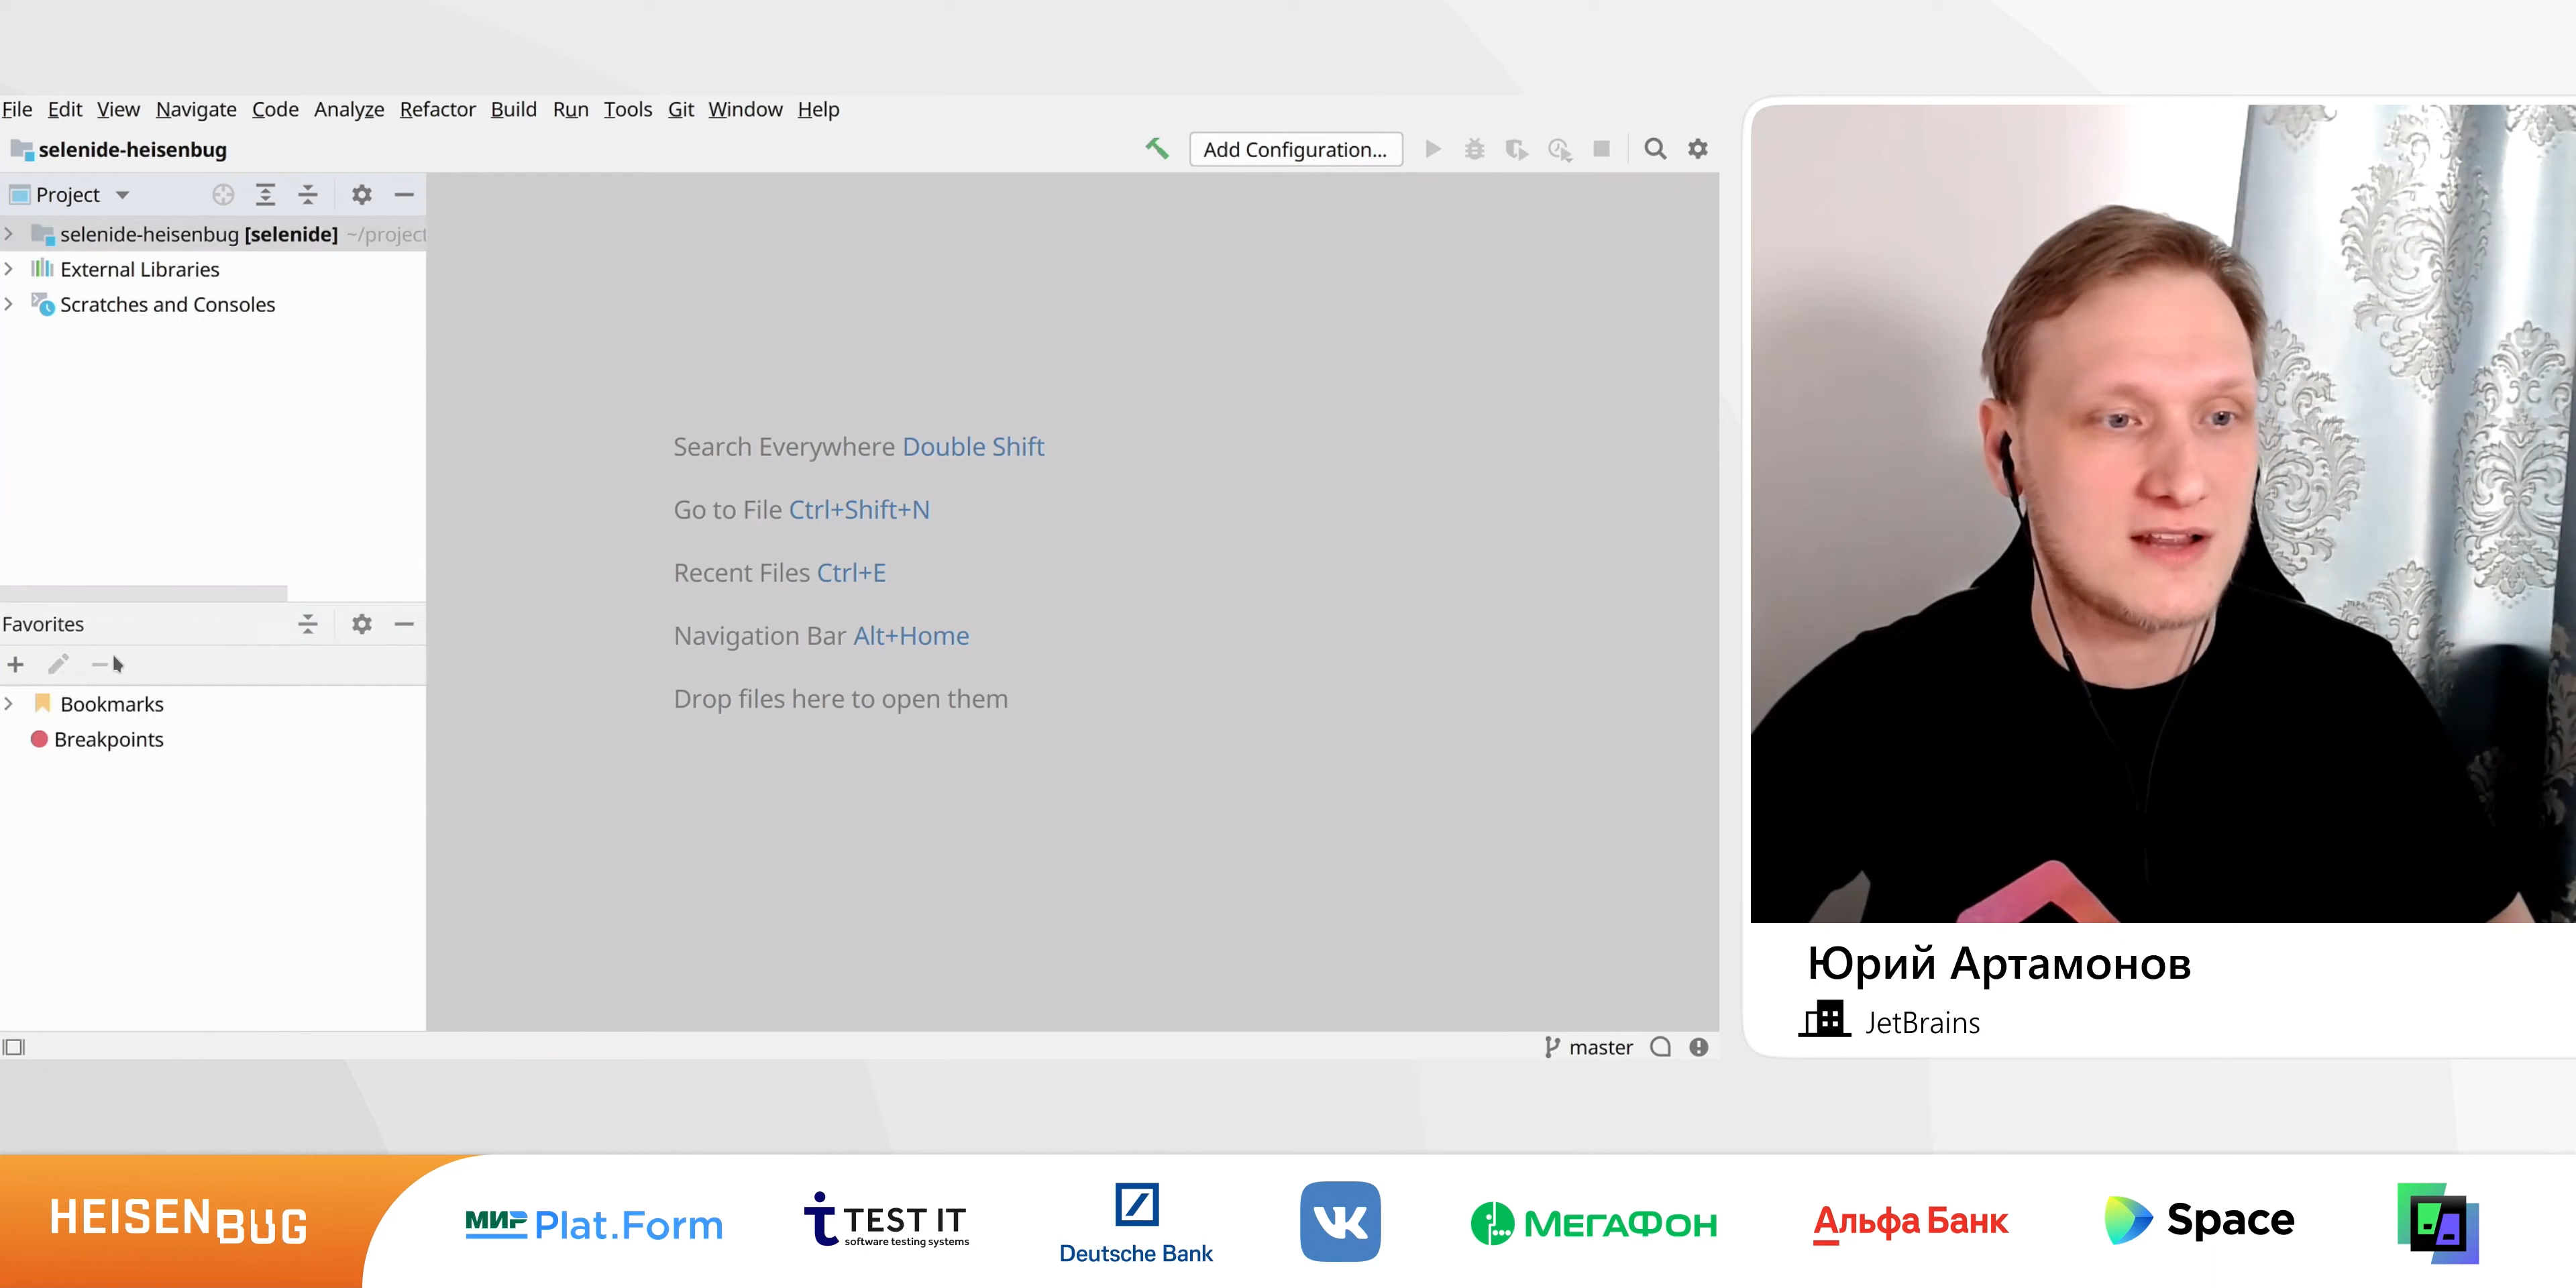 File Edit View Navigate Code Analyze Refactor Build Run Tools Git Window Help
selenide-heisenbug
Add Configuration...
Project
selenide-heisenbug [selenide] ~/project
External Libraries
Scratches and Consoles
Search Everywhere Double Shift
Go to File Ctrl+Shift+N
Recent Files Ctrl+E
Navigation Bar Alt+Home
Drop files here to open them
Favorites
Bookmarks
Breakpoints
master
Юрий Артамонов
JetBrains
HEISENBUG
МИР Plat.Form
TEST IT
software testing systems
Deutsche Bank
VK
МЕГАФОН
Альфа Банк
Space